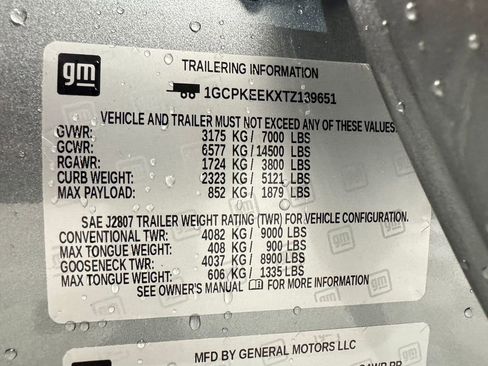 gm
TRAILERING INFORMATION
1GCPKEEKXTZ139651
VEHICLE AND TRAILER MUST NOT EXCEED ANY OF THESE VALUES
GVWR: 3175 KG / 7000 LBS
GCWR: 6577 KG / 14500 LBS
RGAWR: 1724 KG / 3800 LBS
CURB WEIGHT: 2323 KG / 5121 LBS
MAX PAYLOAD: 852 KG / 1879 LBS
SAE J2807 TRAILER WEIGHT RATING (TWR) FOR VEHICLE CONFIGURATION.
CONVENTIONAL TWR: 4082 KG / 9000 LBS
MAX TONGUE WEIGHT: 408 KG / 900 LBS
GOOSENECK TWR: 4037 KG / 8900 LBS
MAX TONGUE WEIGHT: 606 KG / 1335 LBS
SEE OWNER'S MANUAL FOR MORE INFORMATION
MFD BY GENERAL MOTORS LLC